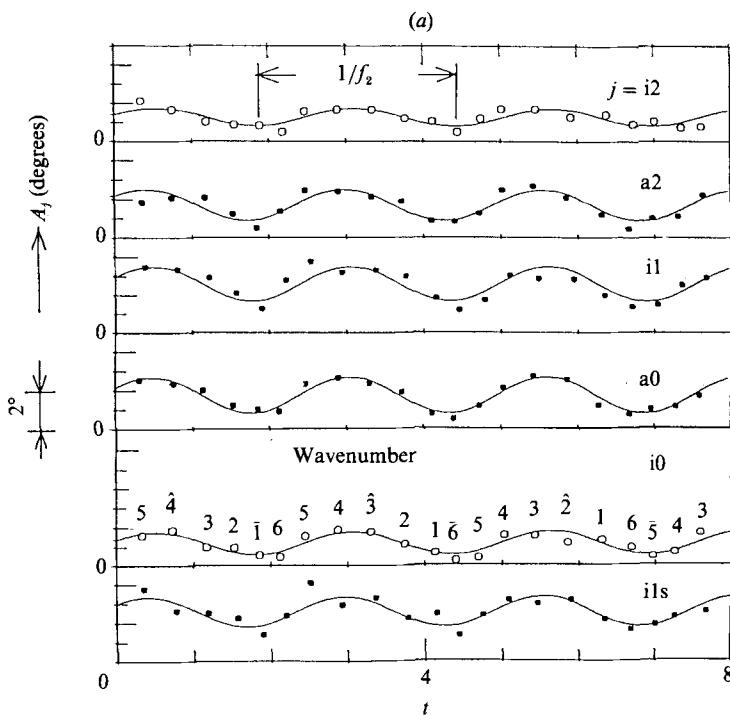 (a)
1/f₂
j = i2
0
a2
0
i1
0
a0
0
A_j (degrees)
2°
Wavenumber
i0
5 4̂ 3 2 1̄ 6 5 4 3̂ 2 1 6̄ 5 4 3 2̂ 1 6 5̄ 4 3
0
i1s
0 4 8
t